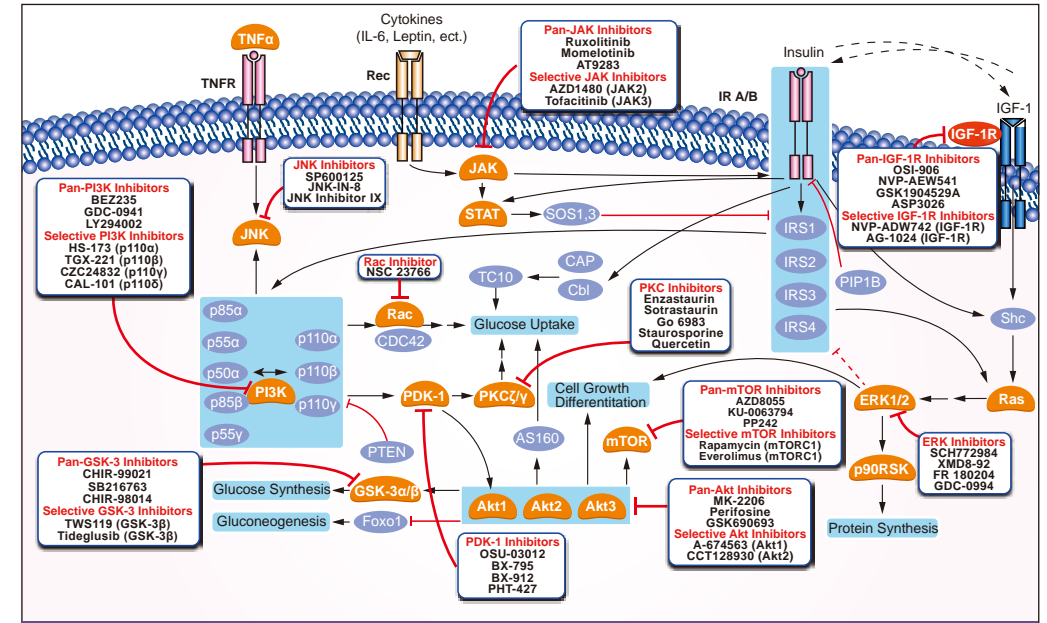 Cytokines
(IL-6, Leptin, ect.)
TNFα
TNFR
Rec
Pan-JAK Inhibitors
Ruxolitinib
Momelotinib
AT9283
Selective JAK Inhibitors
AZD1480 (JAK2)
Tofacitinib (JAK3)
Insulin
IR A/B
IGF-1
IGF-1R
Pan-IGF-1R Inhibitors
OSI-906
NVP-AEW541
GSK1904529A
ASP3026
Selective IGF-1R Inhibitors
NVP-ADW742 (IGF-1R)
AG-1024 (IGF-1R)
JNK Inhibitors
SP600125
JNK-IN-8
JNK Inhibitor IX
JAK
STAT
SOS1,3
JNK
Pan-PI3K Inhibitors
BEZ235
GDC-0941
LY294002
Selective PI3K Inhibitors
HS-173 (p110α)
TGX-221 (p110β)
CZC24832 (p110γ)
CAL-101 (p110δ)
IRS1
IRS2
IRS3
IRS4
PIP1B
Shc
Rac Inhibitor
NSC 23766
Rac
CDC42
TC10
CAP
Cbl
Glucose Uptake
PKC Inhibitors
Enzastaurin
Sotrastaurin
Go 6983
Staurosporine
Quercetin
p85α
p55α
p50α
p85β
p55γ
PI3K
p110α
p110β
p110γ
PTEN
PDK-1
PKCζ/γ
Cell Growth
Differentitation
AS160
mTOR
Pan-mTOR Inhibitors
AZD8055
KU-0063794
PP242
Selective mTOR Inhibitors
Rapamycin (mTORC1)
Everolimus (mTORC1)
ERK1/2
Ras
p90RSK
ERK Inhibitors
SCH772984
XMD8-92
FR 180204
GDC-0994
Protein Synthesis
Pan-GSK-3 Inhibitors
CHIR-99021
SB216763
CHIR-98014
Selective GSK-3 Inhibitors
TWS119 (GSK-3β)
Tideglusib (GSK-3β)
Glucose Synthesis
GSK-3α/β
Gluconeogenesis
Foxo1
Akt1
Akt2
Akt3
Pan-Akt Inhibitors
MK-2206
Perifosine
GSK690693
Selective Akt Inhibitors
A-674563 (Akt1)
CCT128930 (Akt2)
PDK-1 Inhibitors
OSU-03012
BX-795
BX-912
PHT-427